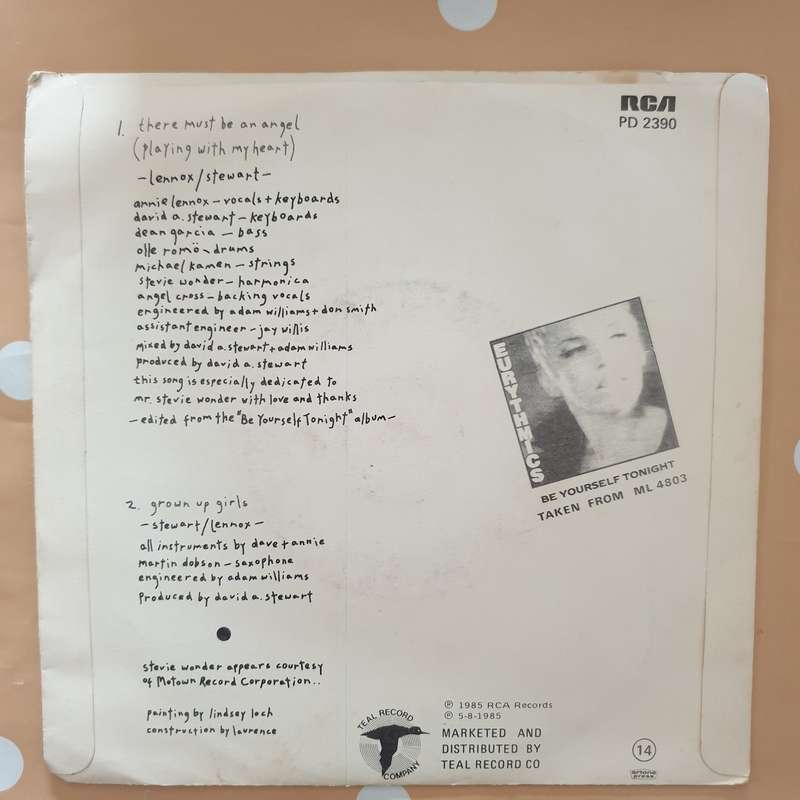 RCA
PD 2390
1. there must be an angel
(playing with my heart)
-lennox/stewart-
annie lennox-vocals+keyboards
david a. stewart-keyboards
dean garcia-bass
olle romö-drums
michael kamen-strings
stevie wonder-harmonica
angel cross-backing vocals
engineered by adam williams+don smith
assistant engineer-jay willis
mixed by david a. stewart+adam williams
produced by david a. stewart
this song is especially dedicated to
mr. stevie wonder with love and thanks
-edited from the "Be Yourself Tonight" album-
EURYTHMICS
BE YOURSELF TONIGHT
TAKEN FROM ML 4803
2. grown up girls
-stewart/lennox-
all instruments by dave+annie
martin dobson-saxophone
engineered by adam williams
produced by david a. stewart
stevie wonder appears courtesy
of Motown Record Corporation..
painting by lindsey loch
construction by laurence
TEAL RECORD
COMPANY
℗ 1985 RCA Records
℗ 5-8-1985
MARKETED AND
DISTRIBUTED BY
TEAL RECORD CO
14
artone
press